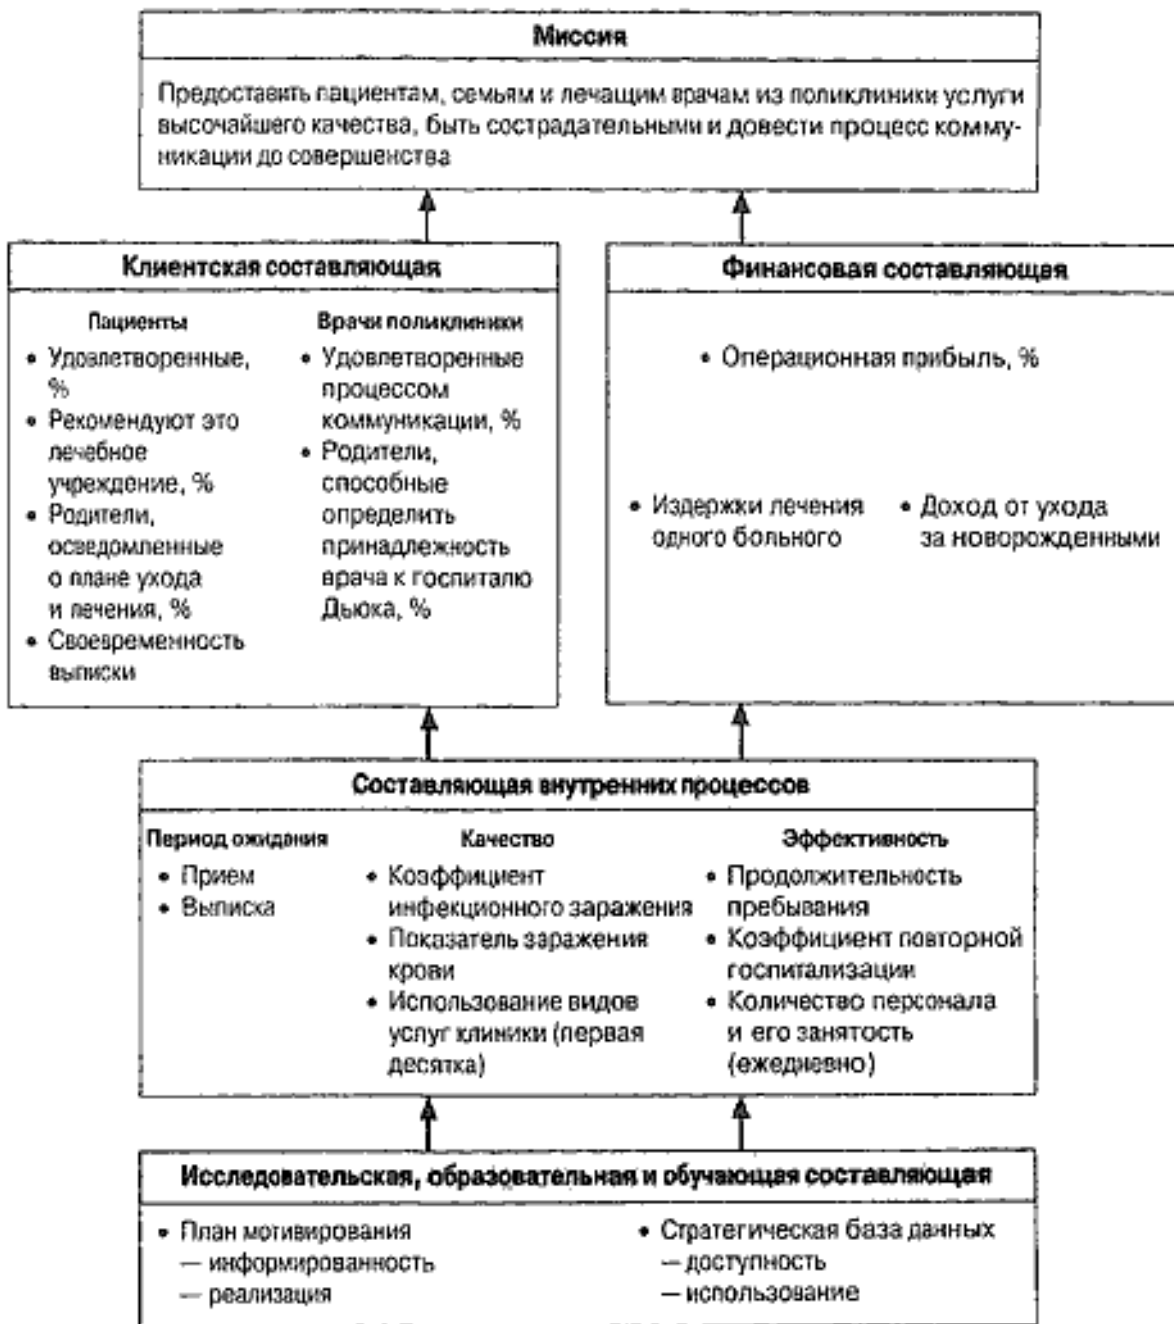 Миссия
Предоставить пациентам, семьям и лечащим врачам из поликлиники услуги
высочайшего качества, быть сострадательными и довести процесс комму-
никации до совершенства
Клиентская составляющая
Пациенты
• Удовлетворенные,
%
• Рекомендуют это
лечебное
учреждение, %
• Родители,
осведомленные
о плане ухода
и лечения, %
• Своевременность
выписки
Врачи поликлиники
• Удовлетворенные
процессом
коммуникации, %
• Родители,
способные
определить
принадлежность
врача к госпиталю
Дьюка, %
Финансовая составляющая
• Операционная прибыль, %
• Издержки лечения
одного больного
• Доход от ухода
за новорожденными
Составляющая внутренних процессов
Период ожидания
• Прием
• Выписка
Качество
• Коэффициент
инфекционного заражения
• Показатель заражения
крови
• Использование видов
услуг клиники (первая
десятка)
Эффективность
• Продолжительность
пребывания
• Коэффициент повторной
госпитализации
• Количество персонала
и его занятость
(ежедневно)
Исследовательская, образовательная и обучающая составляющая
• План мотивирования
— информированность
— реализация
• Стратегическая база данных
— доступность
— использование